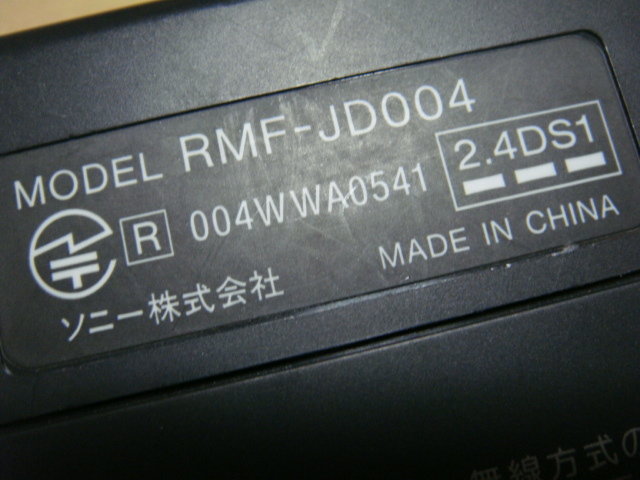 MODEL RMF-JD004
R 004WWA0541
2.4DS1
ソニー株式会社
MADE IN CHINA
無線方式の